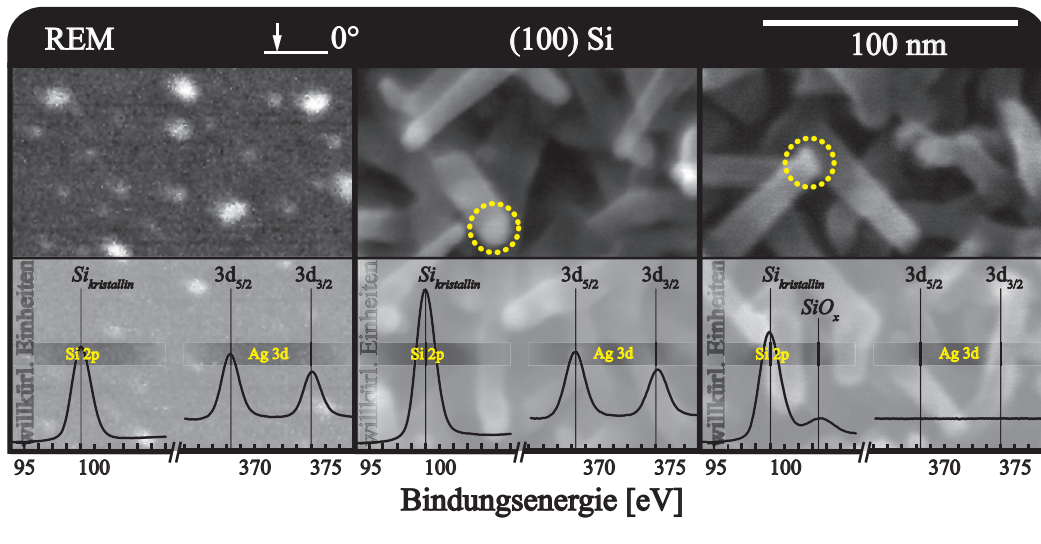 REM 0° (100) Si 100 nm
willkürl. Einheiten Si kristallin 3d5/2 3d3/2
Si 2p Ag 3d
willkürl. Einheiten Si kristallin 3d5/2 3d3/2
Si 2p Ag 3d
willkürl. Einheiten Si kristallin SiOx 3d5/2 3d3/2
Si 2p Ag 3d
95 100 370 375 95 100 370 375 95 100 370 375
Bindungsenergie [eV]